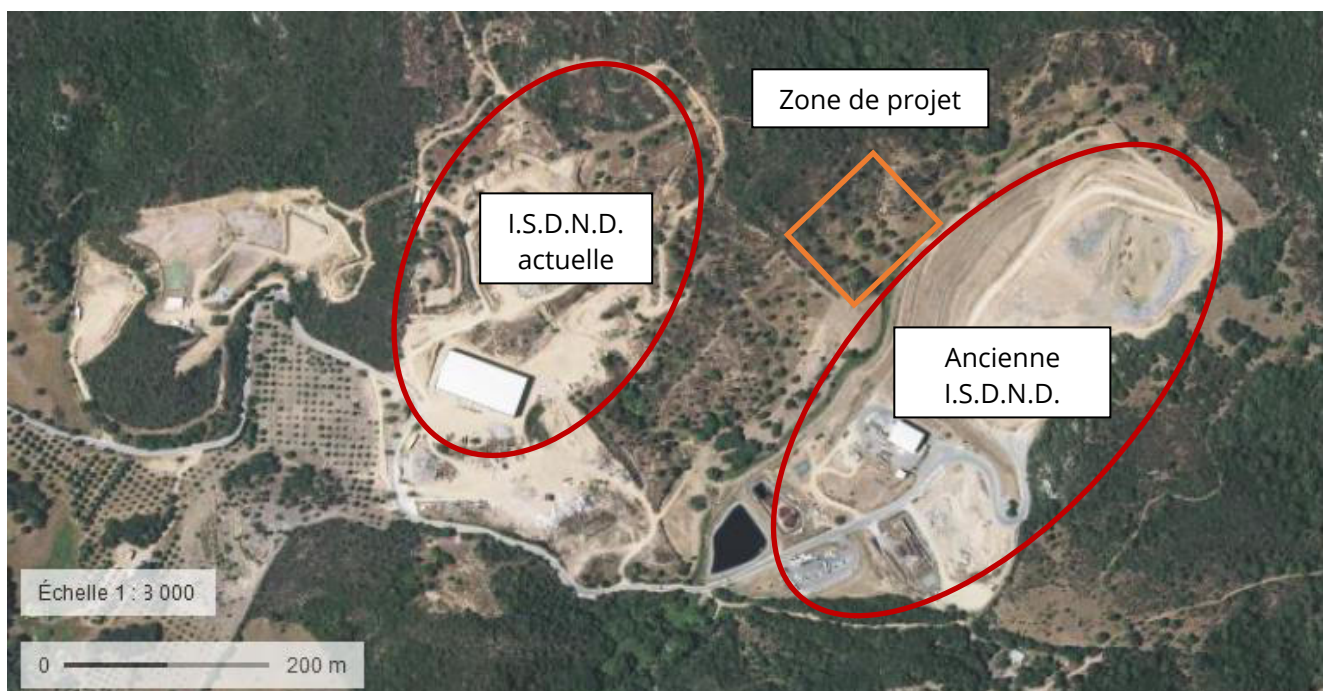 Zone de projet
I.S.D.N.D.
actuelle
Ancienne
I.S.D.N.D.
Échelle 1 : 3 000
0 200 m